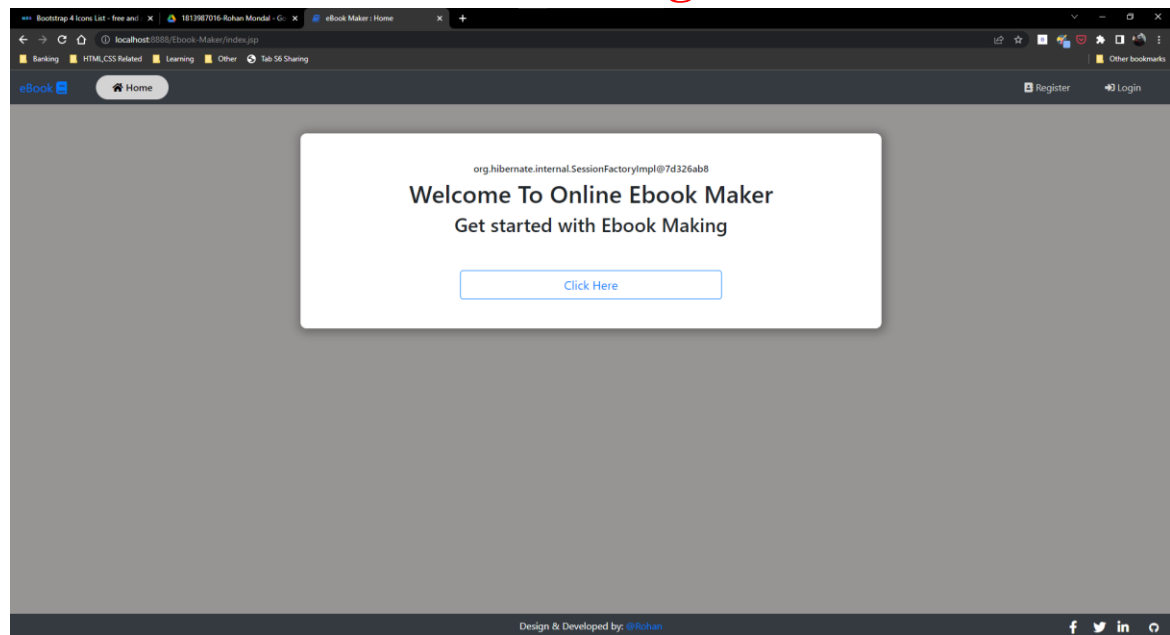 Bootstrap 4 Icons List - free and
1813987016-Rohan Mondal - Go
eBook Maker : Home
localhost:8888/Ebook-Maker/index.jsp
Banking HTML,CSS Related Learning Other Tab S6 Sharing Other bookmarks
eBook Home Register Login
org.hibernate.internal.SessionFactoryImpl@7d326ab8
Welcome To Online Ebook Maker
Get started with Ebook Making
Click Here
Design & Developed by: @Rohan